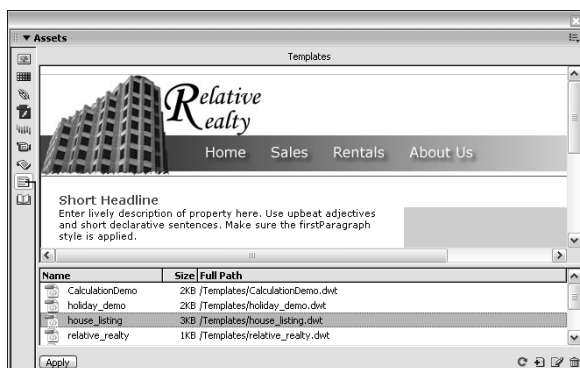 Assets
Templates
Relative
Realty
Home Sales Rentals About Us
Short Headline
Enter lively description of property here. Use upbeat adjectives
and short declarative sentences. Make sure the firstParagraph
style is applied.
Name Size Full Path
CalculationDemo 2KB /Templates/CalculationDemo.dwt
holiday_demo 2KB /Templates/holiday_demo.dwt
house_listing 3KB /Templates/house_listing.dwt
relative_realty 1KB /Templates/relative_realty.dwt
Apply